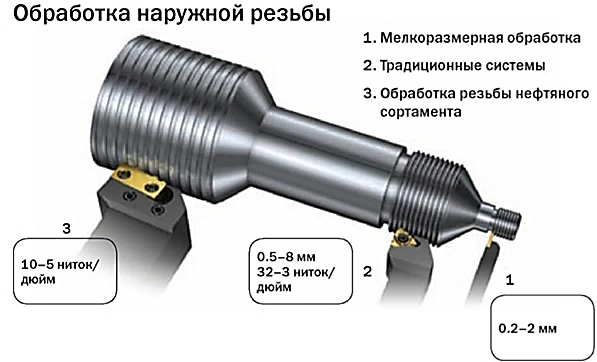 Обработка наружной резьбы
1. Мелкоразмерная обработка
2. Традиционные системы
3. Обработка резьбы нефтяного
сортамента
3
10–5 ниток/
дюйм
0.5–8 мм
32–3 ниток/
дюйм
2
1
0.2–2 мм